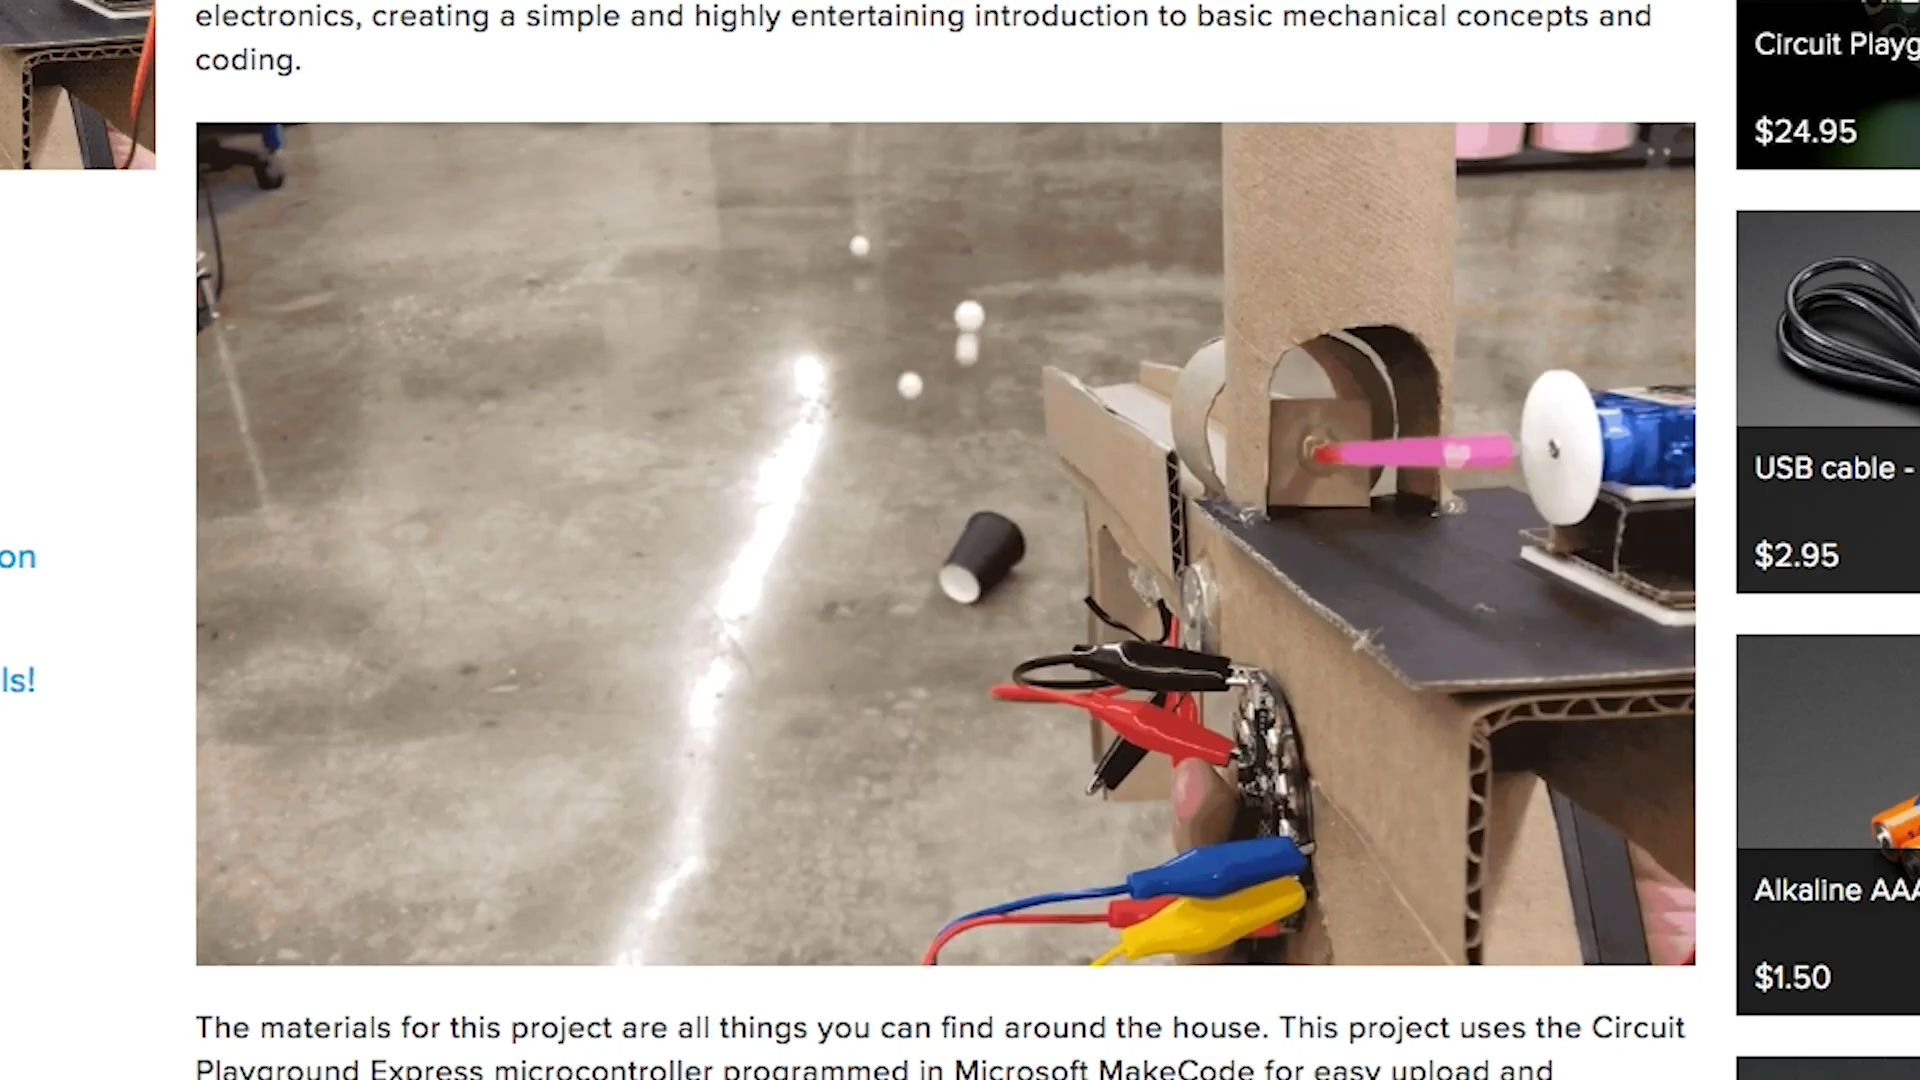 electronics, creating a simple and highly entertaining introduction to basic mechanical concepts and
coding.
Circuit Playg
$24.95
USB cable -
$2.95
on
ls!
Alkaline AAA
$1.50
The materials for this project are all things you can find around the house. This project uses the Circuit
Playground Express microcontroller programmed in Microsoft MakeCode for easy upload and